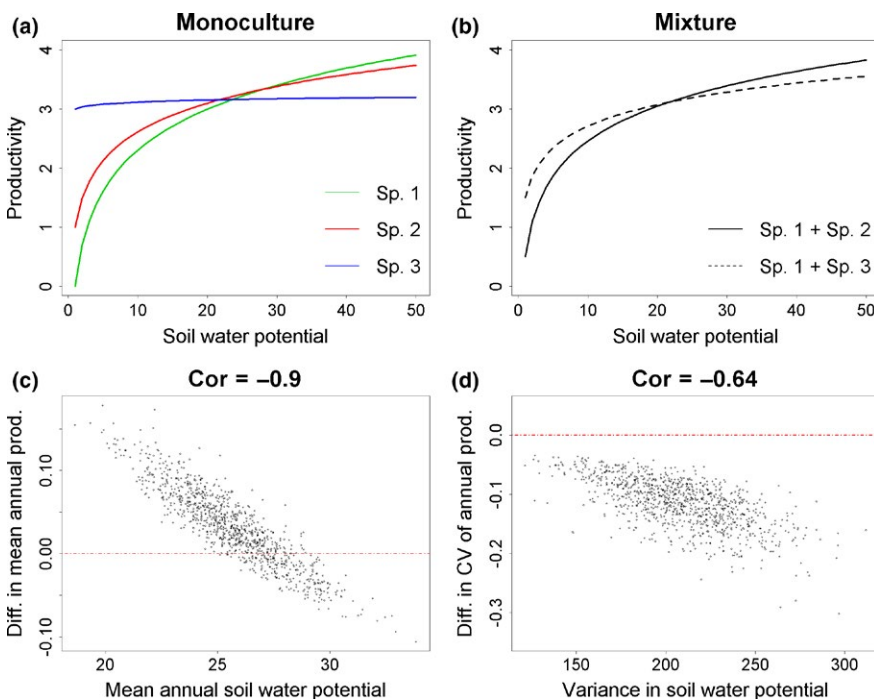 (a) Monoculture
Productivity
4
3
2
1
0
Sp. 1
Sp. 2
Sp. 3
0 10 20 30 40 50
Soil water potential
(b) Mixture
Productivity
4
3
2
1
0
Sp. 1 + Sp. 2
Sp. 1 + Sp. 3
0 10 20 30 40 50
Soil water potential
(c) Cor = –0.9
Diff. in mean annual prod.
0.10
0.00
–0.10
20 25 30
Mean annual soil water potential
(d) Cor = –0.64
Diff. in CV of annual prod.
0.0
–0.1
–0.2
–0.3
150 200 250 300
Variance in soil water potential